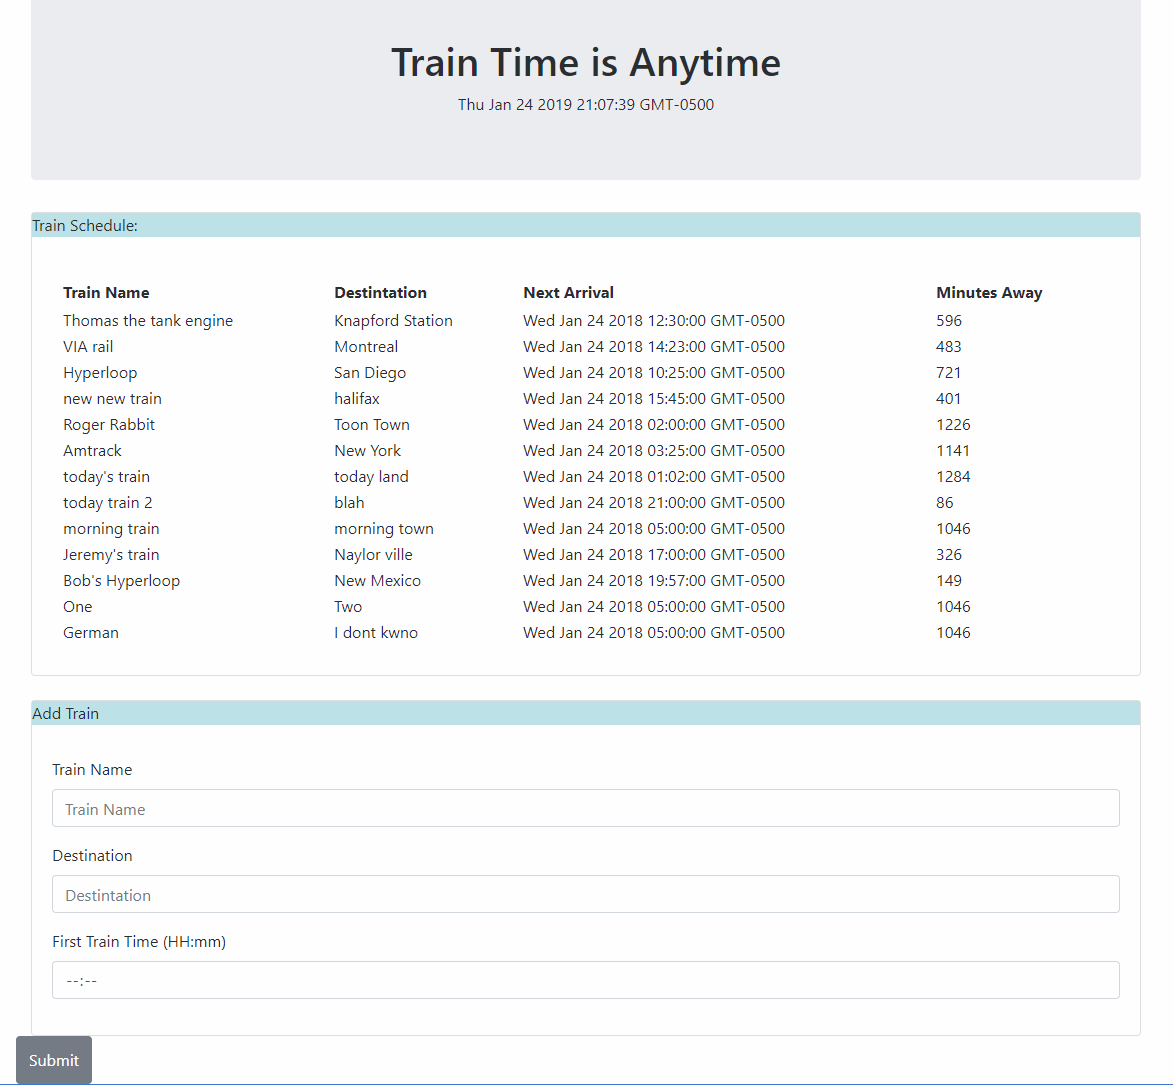 Train Time is Anytime
Thu Jan 24 2019 21:07:39 GMT-0500
Train Schedule:
Train Name Destintation Next Arrival Minutes Away
Thomas the tank engine Knapford Station Wed Jan 24 2018 12:30:00 GMT-0500 596
VIA rail Montreal Wed Jan 24 2018 14:23:00 GMT-0500 483
Hyperloop San Diego Wed Jan 24 2018 10:25:00 GMT-0500 721
new new train halifax Wed Jan 24 2018 15:45:00 GMT-0500 401
Roger Rabbit Toon Town Wed Jan 24 2018 02:00:00 GMT-0500 1226
Amtrack New York Wed Jan 24 2018 03:25:00 GMT-0500 1141
today's train today land Wed Jan 24 2018 01:02:00 GMT-0500 1284
today train 2 blah Wed Jan 24 2018 21:00:00 GMT-0500 86
morning train morning town Wed Jan 24 2018 05:00:00 GMT-0500 1046
Jeremy's train Naylor ville Wed Jan 24 2018 17:00:00 GMT-0500 326
Bob's Hyperloop New Mexico Wed Jan 24 2018 19:57:00 GMT-0500 149
One Two Wed Jan 24 2018 05:00:00 GMT-0500 1046
German I dont kwno Wed Jan 24 2018 05:00:00 GMT-0500 1046
Add Train
Train Name
Train Name
Destination
Destintation
First Train Time (HH:mm)
--:--
Submit